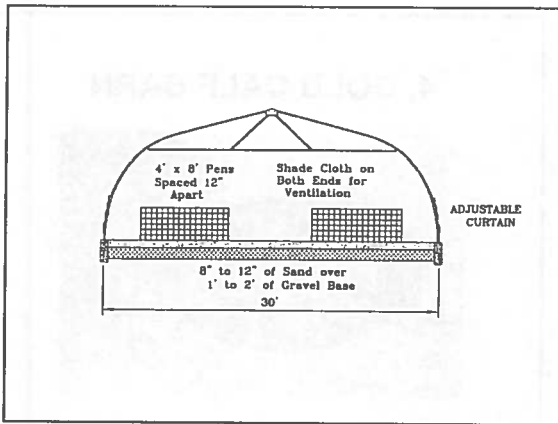 4' x 8' Pens
Spaced 12"
Apart
Shade Cloth on
Both Ends for
Ventilation
ADJUSTABLE
CURTAIN
8" to 12" of Sand over
1' to 2' of Gravel Base
30'